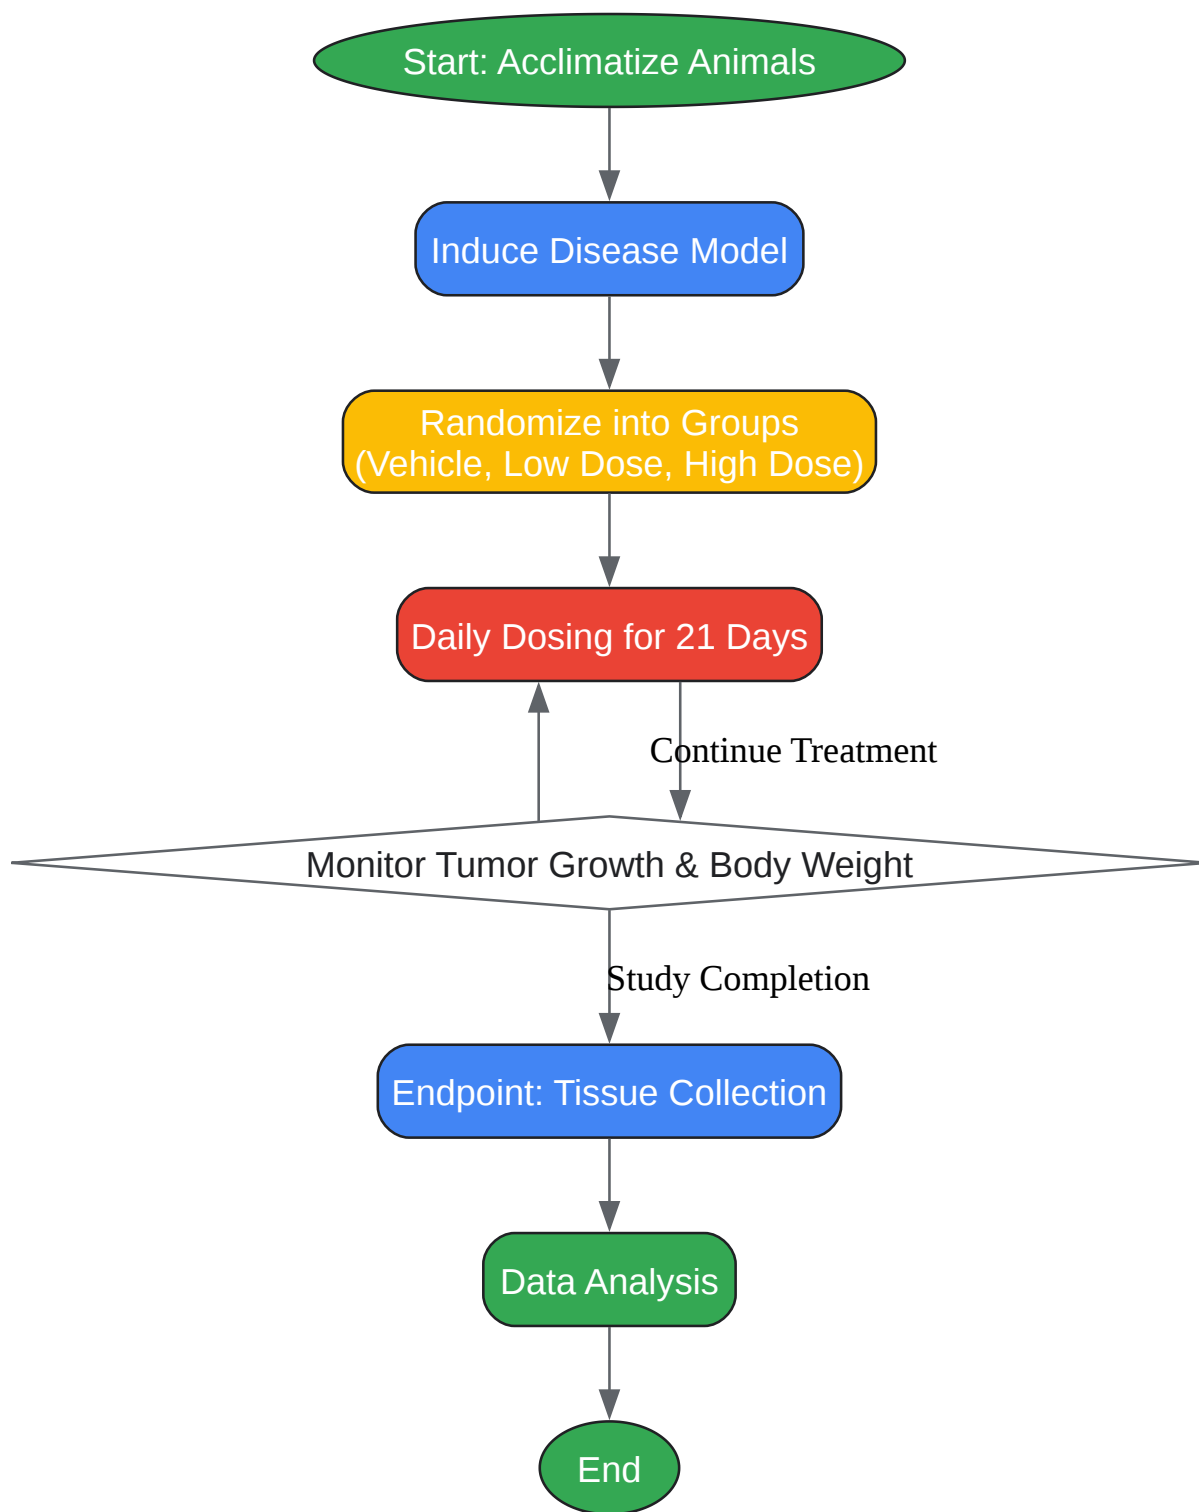 Start: Acclimatize Animals
Induce Disease Model
Randomize into Groups
(Vehicle, Low Dose, High Dose)
Daily Dosing for 21 Days
Continue Treatment
Monitor Tumor Growth & Body Weight
Study Completion
Endpoint: Tissue Collection
Data Analysis
End